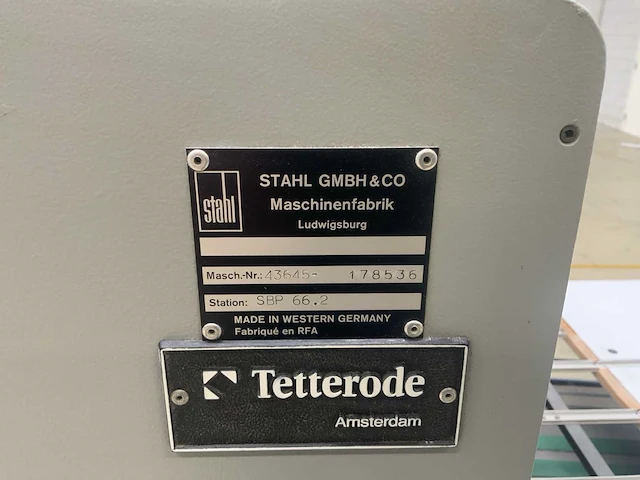 stahl
STAHL GMBH & CO
Maschinenfabrik
Ludwigsburg
Masch.-Nr.: 43645- 178536
Station: SBP 66.2
MADE IN WESTERN GERMANY
Fabriqué en RFA
Tetterode
Amsterdam